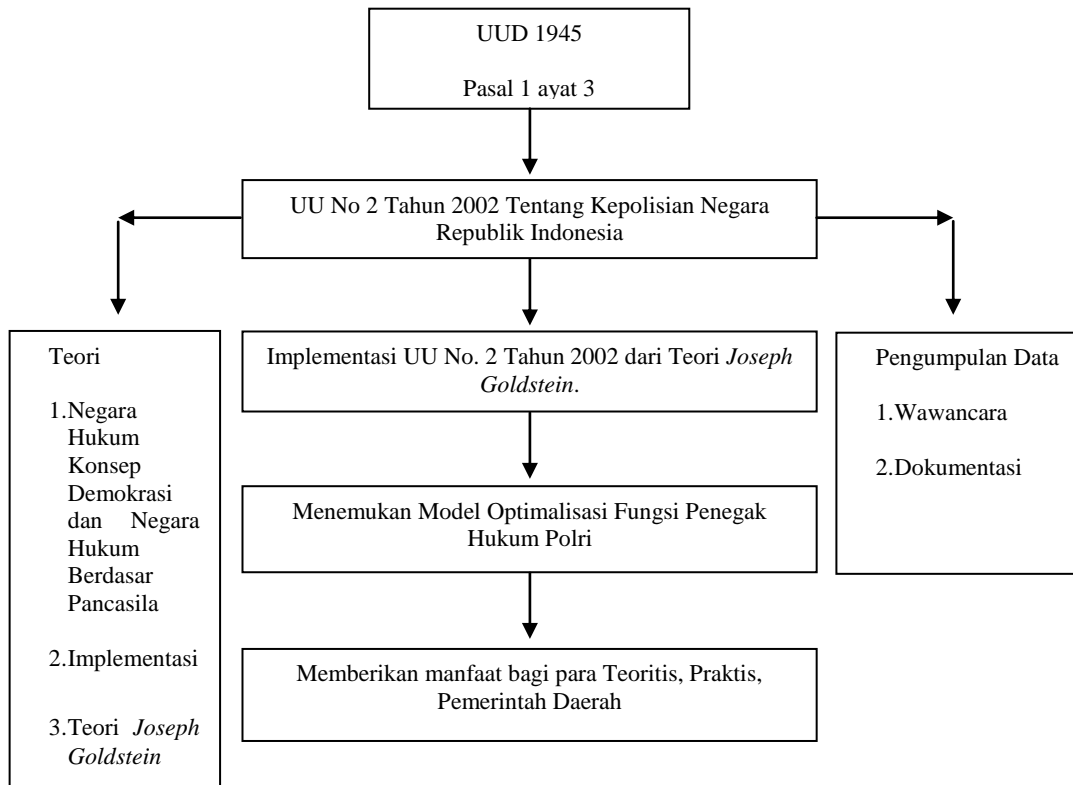 UUD 1945
Pasal 1 ayat 3
UU No 2 Tahun 2002 Tentang Kepolisian Negara
Republik Indonesia
Teori
1.Negara
Hukum
Konsep
Demokrasi
dan Negara
Hukum
Berdasar
Pancasila
2.Implementasi
3.Teori Joseph
Goldstein
Implementasi UU No. 2 Tahun 2002 dari Teori Joseph
Goldstein.
Menemukan Model Optimalisasi Fungsi Penegak
Hukum Polri
Memberikan manfaat bagi para Teoritis, Praktis,
Pemerintah Daerah
Pengumpulan Data
1.Wawancara
2.Dokumentasi